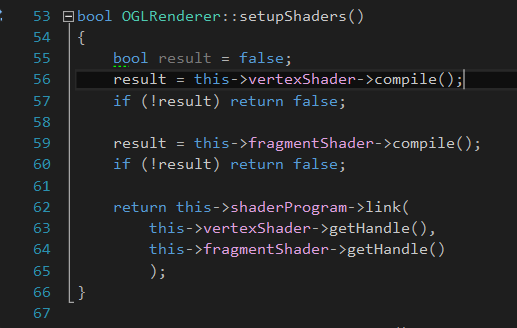 53 bool OGLRenderer::setupShaders()
54 {
55 bool result = false;
56 result = this->vertexShader->compile();
57 if (!result) return false;
58
59 result = this->fragmentShader->compile();
60 if (!result) return false;
61
62 return this->shaderProgram->link(
63 this->vertexShader->getHandle(),
64 this->fragmentShader->getHandle()
65 );
66 }
67